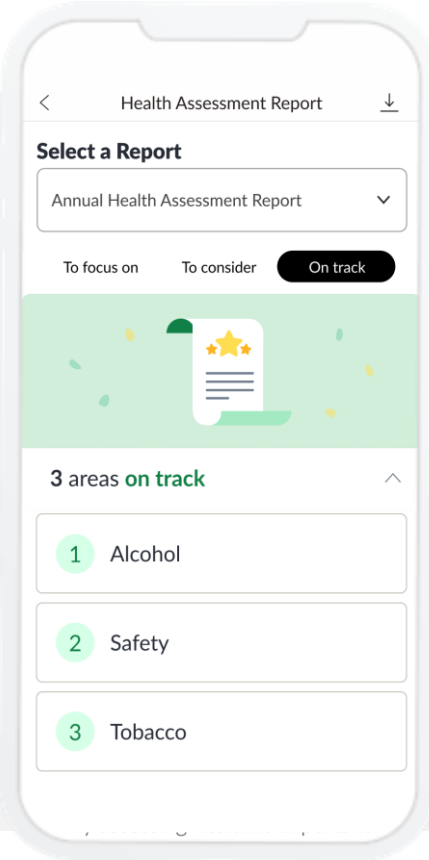 Health Assessment Report
Select a Report
Annual Health Assessment Report
To focus on To consider On track
3 areas on track
1 Alcohol
2 Safety
3 Tobacco